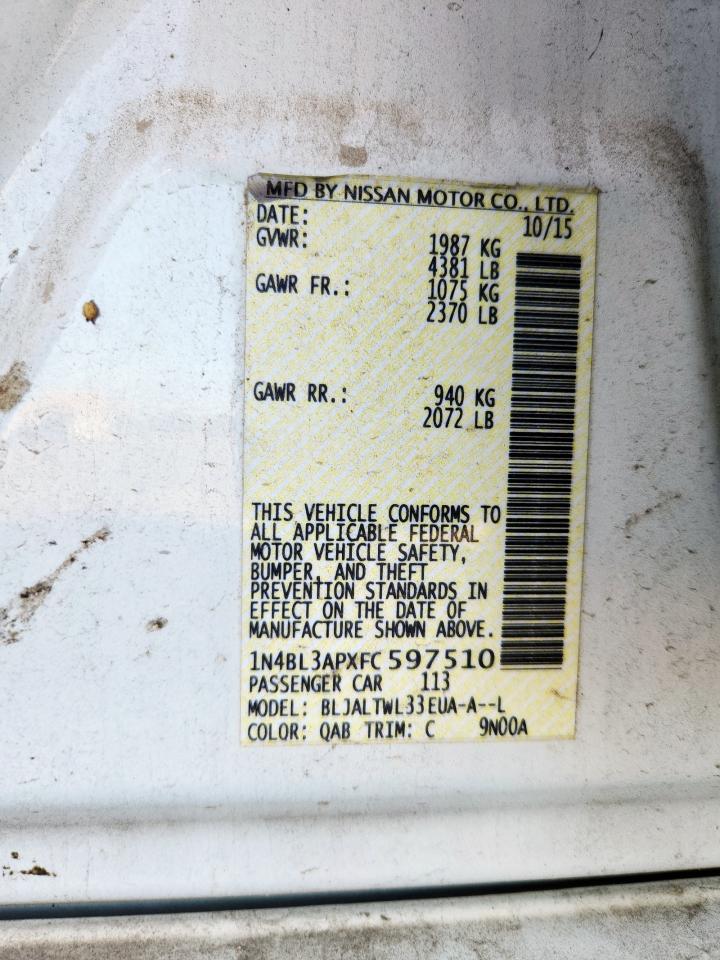 MFD BY NISSAN MOTOR CO., LTD.
DATE: 10/15
GVWR: 1987 KG
4381 LB
GAWR FR.: 1075 KG
2370 LB
GAWR RR.: 940 KG
2072 LB
THIS VEHICLE CONFORMS TO
ALL APPLICABLE FEDERAL
MOTOR VEHICLE SAFETY,
BUMPER, AND THEFT
PREVENTION STANDARDS IN
EFFECT ON THE DATE OF
MANUFACTURE SHOWN ABOVE.
1N4BL3APXFC 597510
PASSENGER CAR 113
MODEL: BLJALTWL33EUA-A--L
COLOR: QAB TRIM: C 9N00A